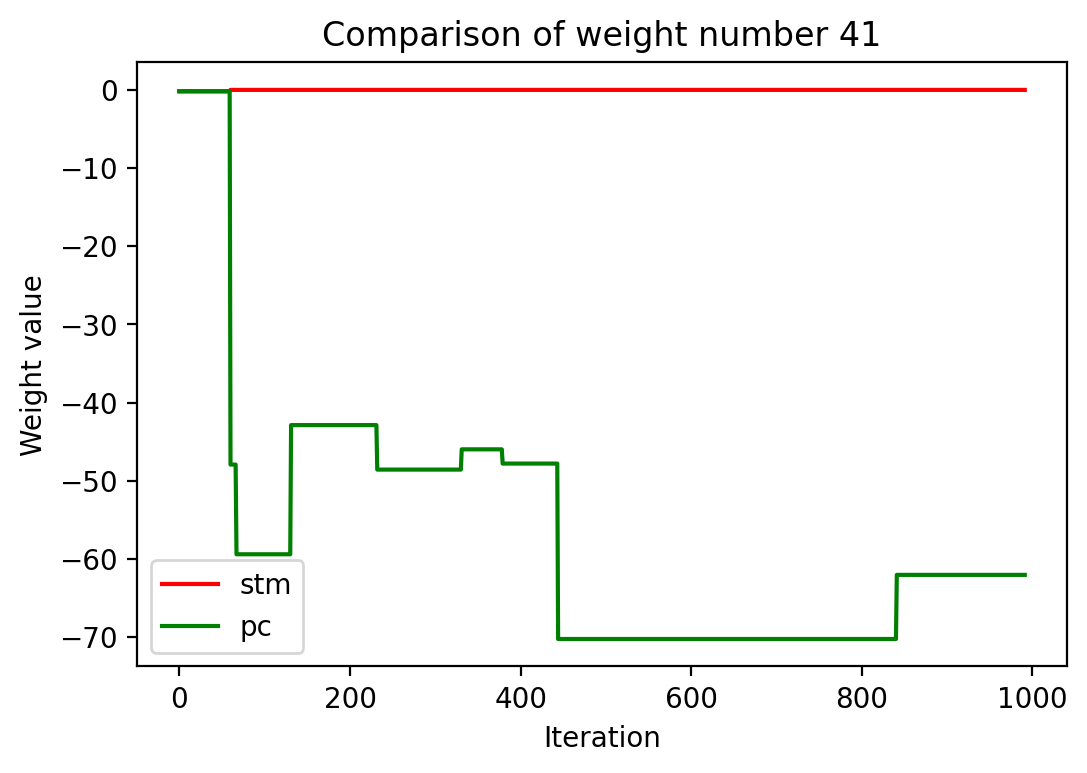 Comparison of weight number 41
0
−10
−20
−30
−40
−50
−60
−70
Weight value
stm
pc
0 200 400 600 800 1000
Iteration